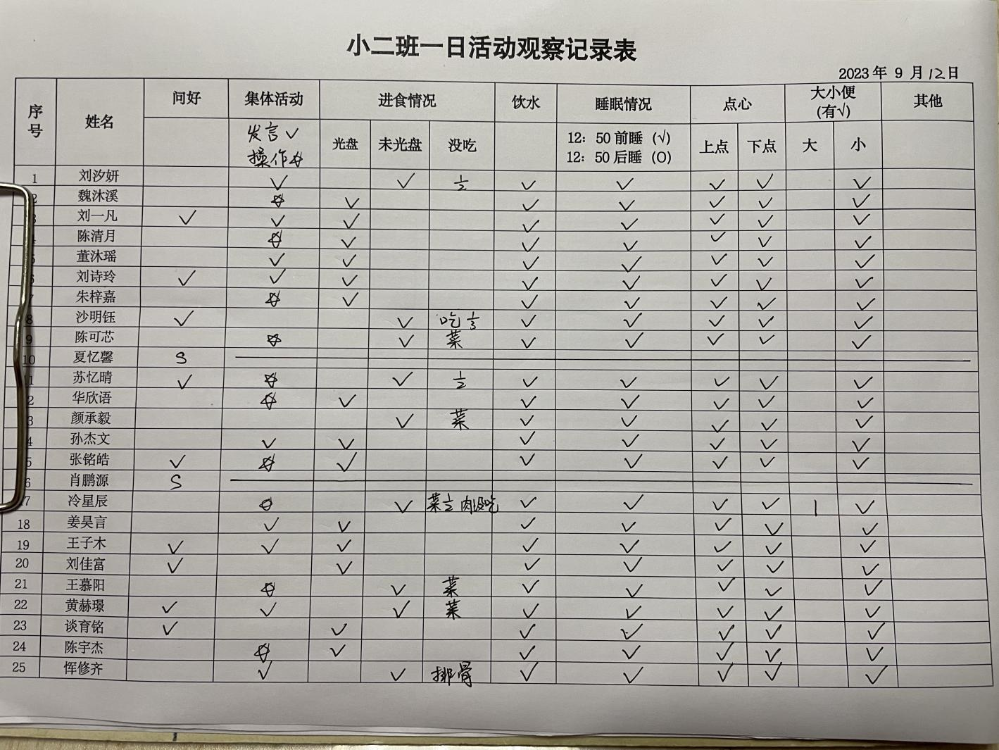 小二班一日活动观察记录表
2023 年 9 月 12日
序号 姓名 问好 集体活动 进食情况 饮水 睡眠情况 点心 大小便 (有√) 其他
发言 ✓ 操作☆ 光盘 未光盘 没吃 12:50 前睡 (√) 12:50 后睡 (O) 上点 下点 大 小
1 刘汐妍 ✓ ✓ ½ ✓ ✓ ✓ ✓ ✓
2 魏沐溪 ☆ ✓ ✓ ✓ ✓ ✓ ✓
3 刘一凡 ✓ ✓ ✓ ✓ ✓ ✓ ✓ ✓
陈清月 ☆ ✓ ✓ ✓ ✓ ✓ ✓
5 董沐瑶 ✓ ✓ ✓ ✓ ✓ ✓ ✓
6 刘诗玲 ✓ ✓ ✓ ✓ ✓ ✓ ✓ ✓
7 朱梓嘉 ☆ ✓ ✓ ✓ ✓ ✓ ✓
8 沙明钰 ✓ ✓ 吃⅓ ✓ ✓ ✓ ✓ ✓
9 陈可芯 ☆ ✓ 菜 ✓ ✓ ✓ ✓ ✓
10 夏忆馨 S
11 苏忆晴 ✓ ☆ ✓ ½ ✓ ✓ ✓ ✓ ✓
2 华欣语 ☆ ✓ ✓ ✓ ✓ ✓ ✓
3 颜承毅 ✓ 菜 ✓ ✓ ✓ ✓ ✓
4 孙杰文 ✓ ✓ ✓ ✓ ✓ ✓ ✓
5 张铭皓 ✓ ☆ ✓ ✓ ✓ ✓ ✓ ✓
6 肖鹏源 S
17 冷星辰 ☆ ✓ 菜½ 肉没吃 ✓ ✓ ✓ ✓ | ✓
18 姜昊言 ✓ ✓ ✓ ✓ ✓ ✓ ✓
19 王子木 ✓ ✓ ✓ ✓ ✓ ✓ ✓ ✓
20 刘佳富 ✓ ✓ ✓ ✓ ✓ ✓ ✓
21 王慕阳 ☆ ✓ 菜 ✓ ✓ ✓ ✓ ✓
22 黄赫璟 ✓ ✓ ✓ 菜 ✓ ✓ ✓ ✓ ✓
23 谈育铭 ✓ ✓ ✓ ✓ ✓ ✓ ✓
24 陈宇杰 ☆ ✓ ✓ ✓ ✓ ✓ ✓
25 恽修齐 ✓ ✓ 排骨 ✓ ✓ ✓ ✓ ✓